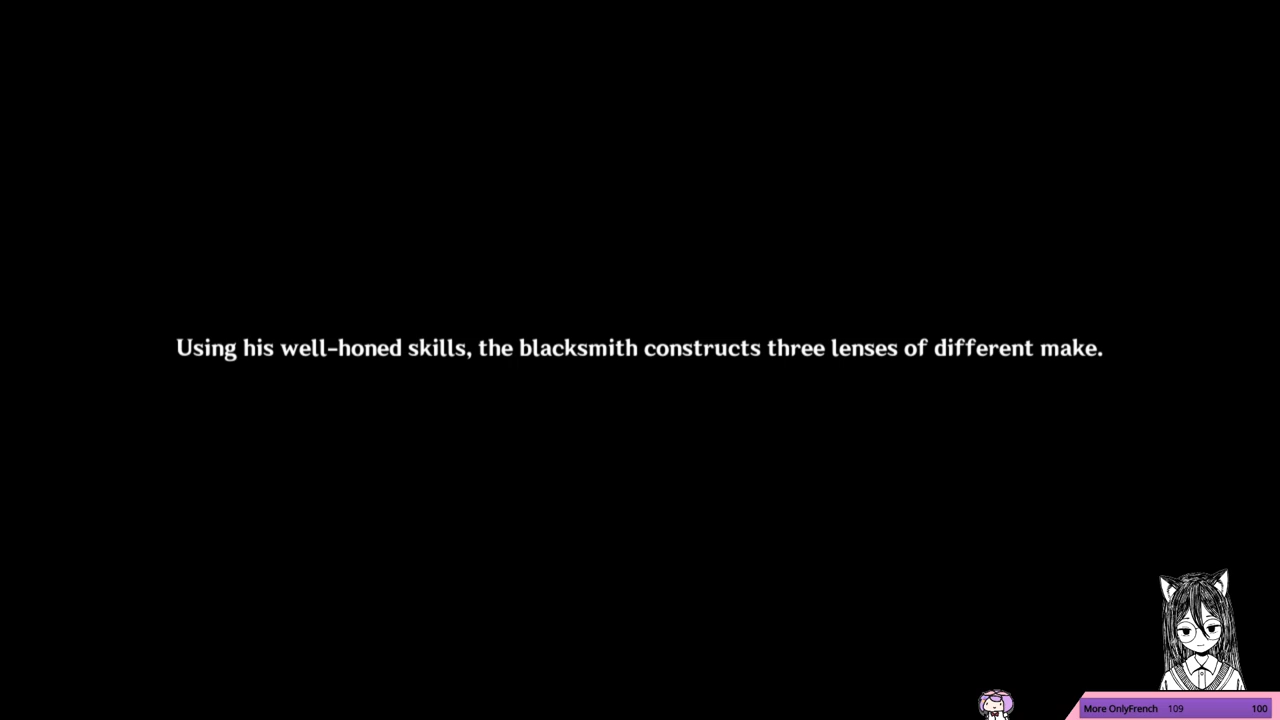 Using his well-honed skills, the blacksmith constructs three lenses of different make.
More OnlyFrench 109 100